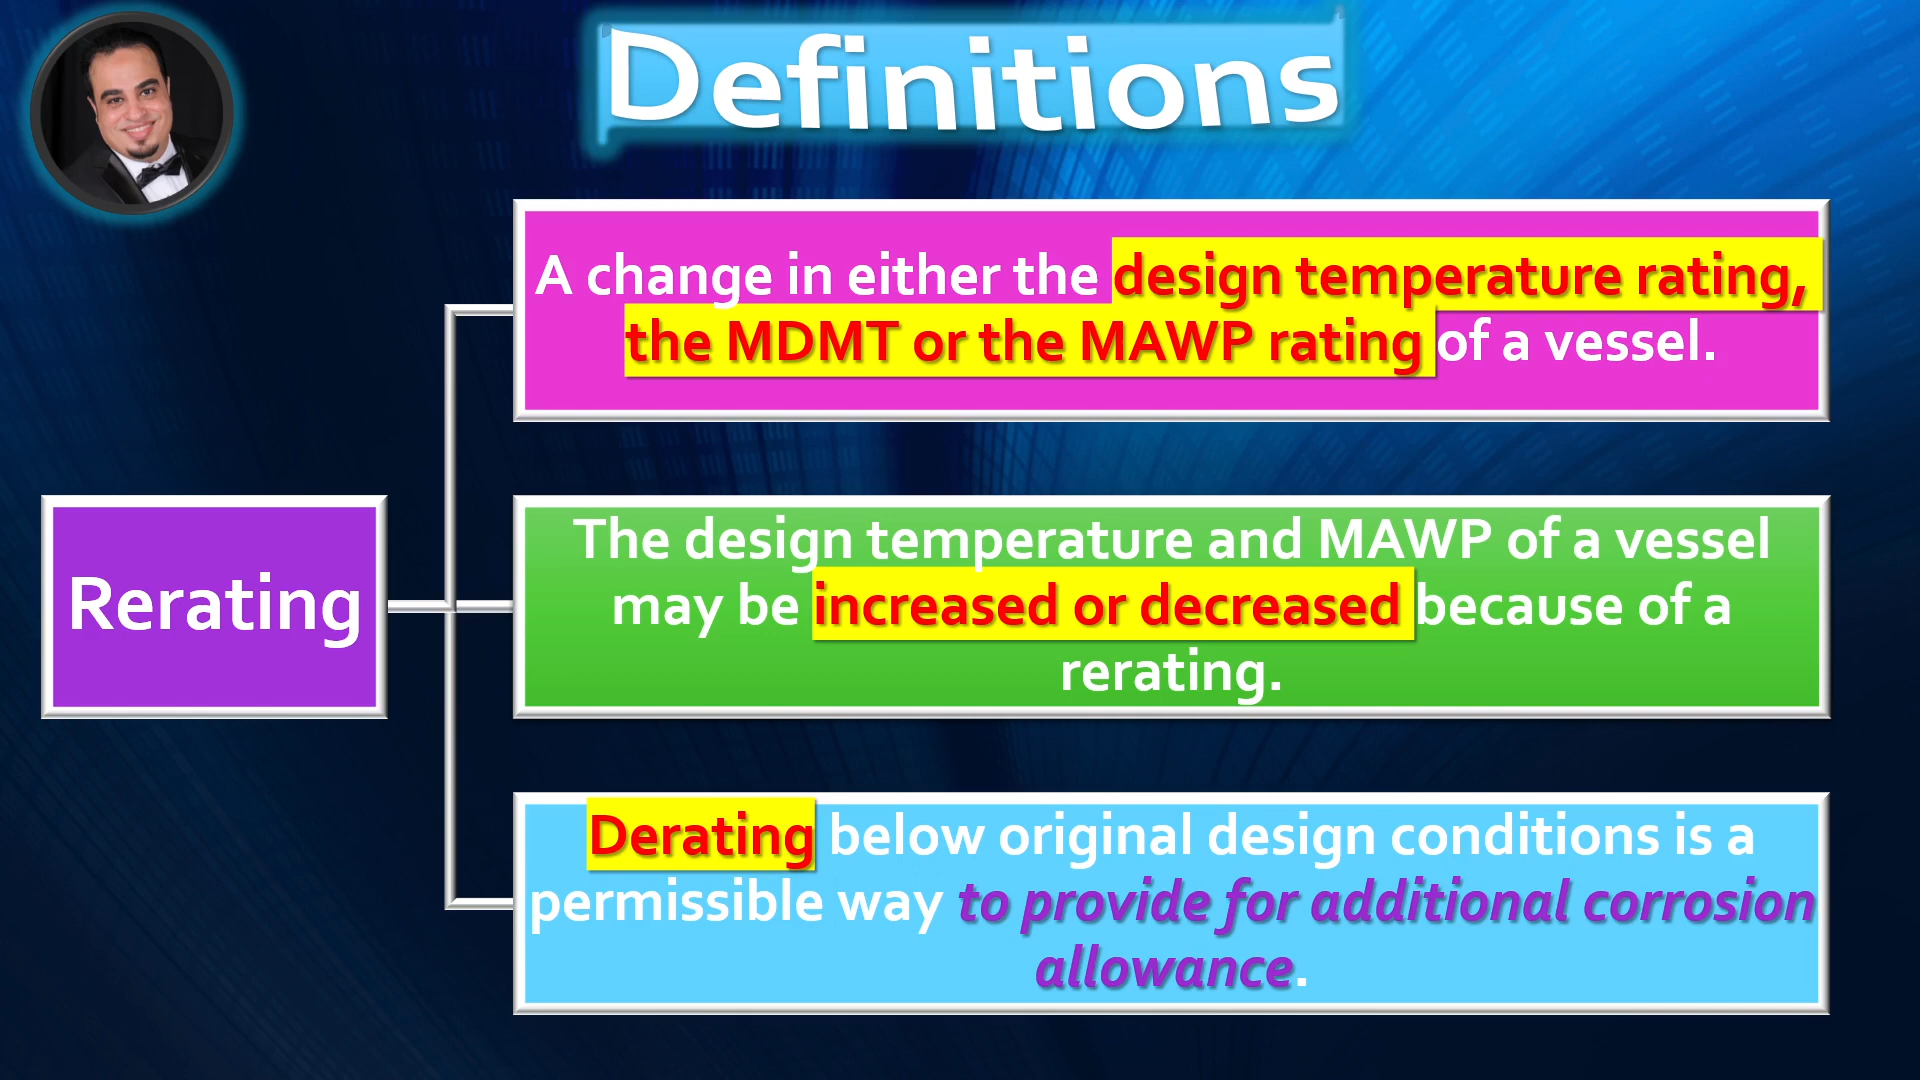 Definitions
A change in either the design temperature rating,
the MDMT or the MAWP rating of a vessel.
Rerating
The design temperature and MAWP of a vessel
may be increased or decreased because of a
rerating.
Derating below original design conditions is a
permissible way to provide for additional corrosion
allowance.